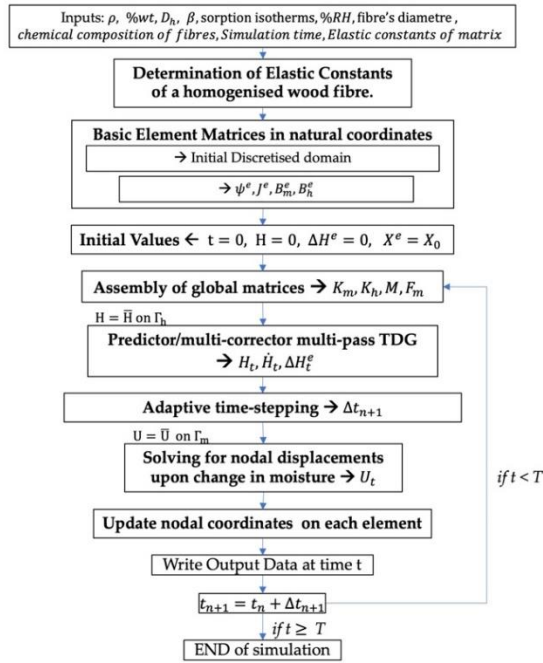 Inputs: ρ, %wt, D_h, β, sorption isotherms, %RH, fibre's diametre ,
chemical composition of fibres, Simulation time, Elastic constants of matrix
Determination of Elastic Constants
of a homogenised wood fibre.
Basic Element Matrices in natural coordinates
→ Initial Discretised domain
→ ψ^e, J^e, B_m^e, B_h^e
Initial Values ← t = 0, H = 0, ΔH^e = 0, X^e = X_0
Assembly of global matrices → K_m, K_h, M, F_m
H = H̅ on Γ_h
Predictor/multi-corrector multi-pass TDG
→ H_t, Ḣ_t, ΔH_t^e
Adaptive time-stepping → Δt_{n+1}
U = U̅ on Γ_m
Solving for nodal displacements
upon change in moisture → U_t
if t < T
Update nodal coordinates on each element
Write Output Data at time t
t_{n+1} = t_n + Δt_{n+1}
if t ≥ T
END of simulation